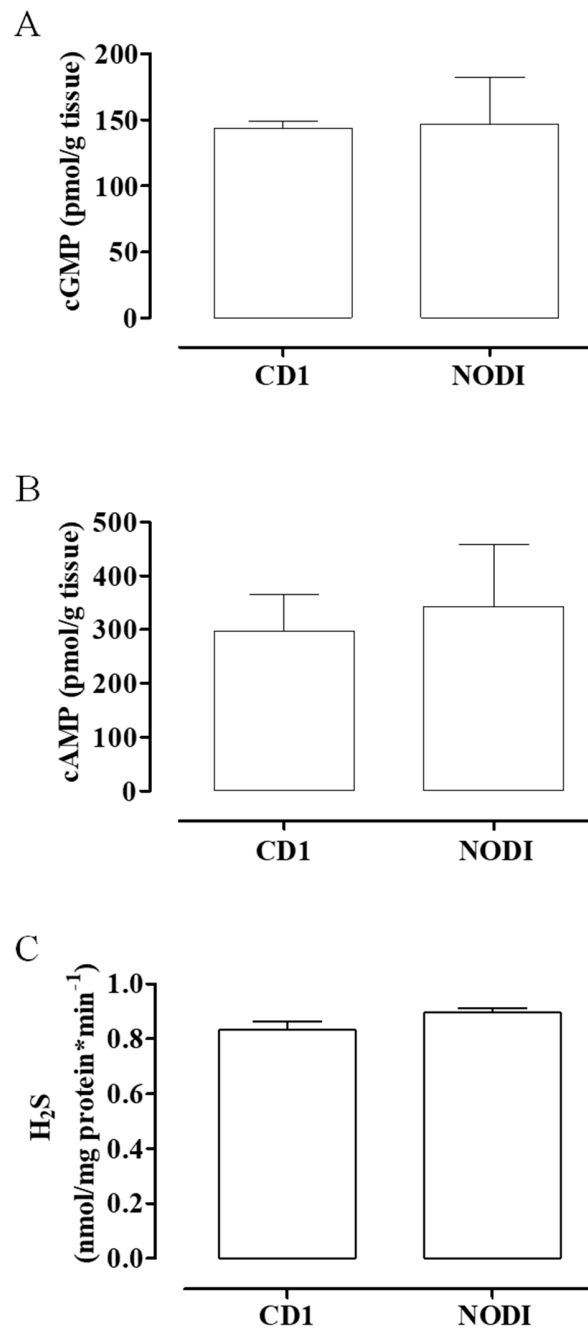 A
cGMP (pmol/g tissue)
200
150
100
50
0
CD1 NODI
B
cAMP (pmol/g tissue)
500
400
300
200
100
0
CD1 NODI
C
H₂S
(nmol/mg protein*min⁻¹)
1.0
0.8
0.6
0.4
0.2
0.0
CD1 NODI